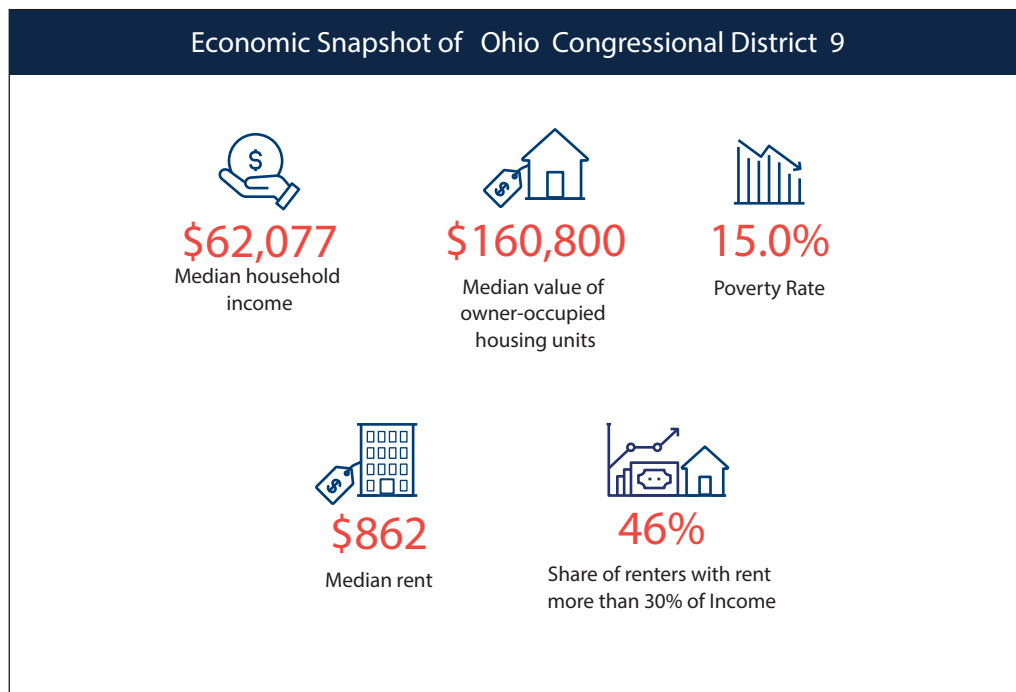 Economic Snapshot of Ohio Congressional District 9
$
$62,077
Median household
income
$
$160,800
Median value of
owner-occupied
housing units
15.0%
Poverty Rate
$
$862
Median rent
46%
Share of renters with rent
more than 30% of Income